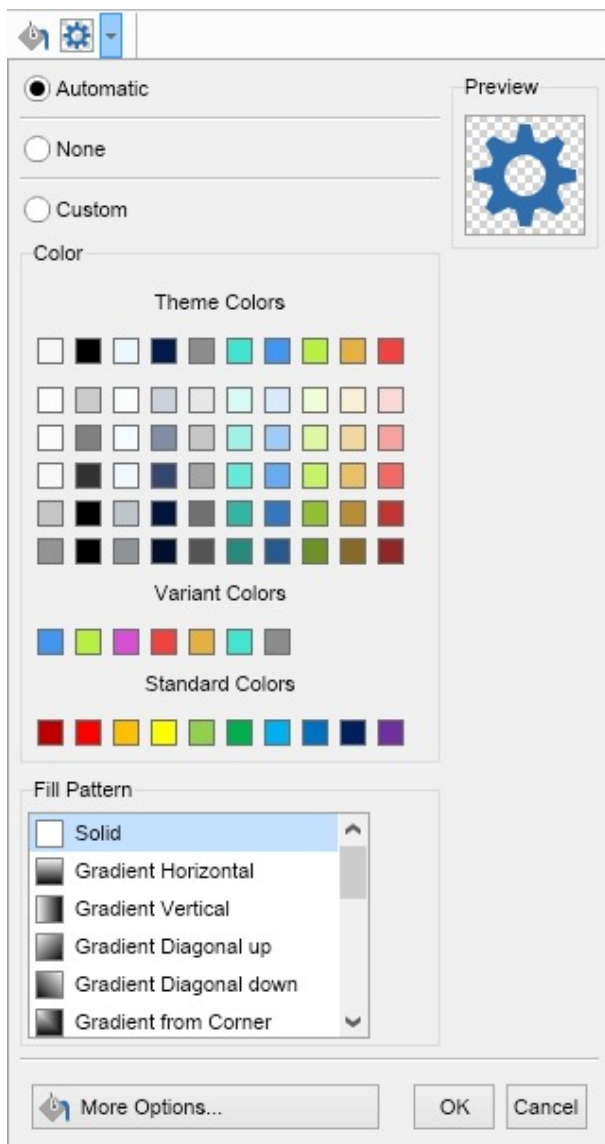 Automatic
Preview
None
Custom
Color
Theme Colors
Variant Colors
Standard Colors
Fill Pattern
Solid
Gradient Horizontal
Gradient Vertical
Gradient Diagonal up
Gradient Diagonal down
Gradient from Corner
More Options...
OK
Cancel